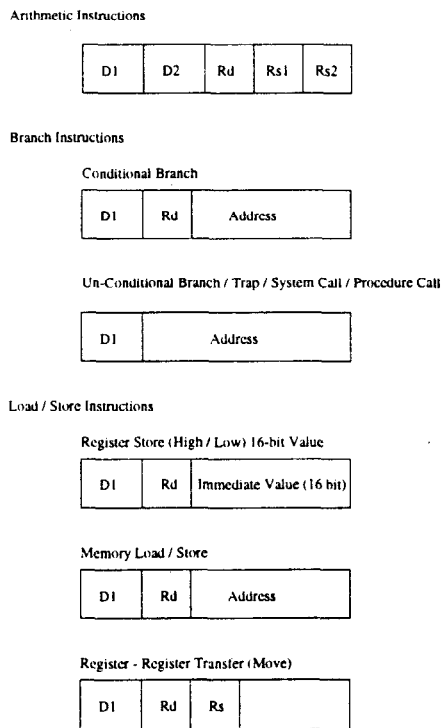 Arithmetic Instructions
D1 D2 Rd Rs1 Rs2
Branch Instructions
Conditional Branch
D1 Rd Address
Un-Conditional Branch / Trap / System Call / Procedure Call
D1 Address
Load / Store Instructions
Register Store (High / Low) 16-bit Value
D1 Rd Immediate Value (16 bit)
Memory Load / Store
D1 Rd Address
Register - Register Transfer (Move)
D1 Rd Rs